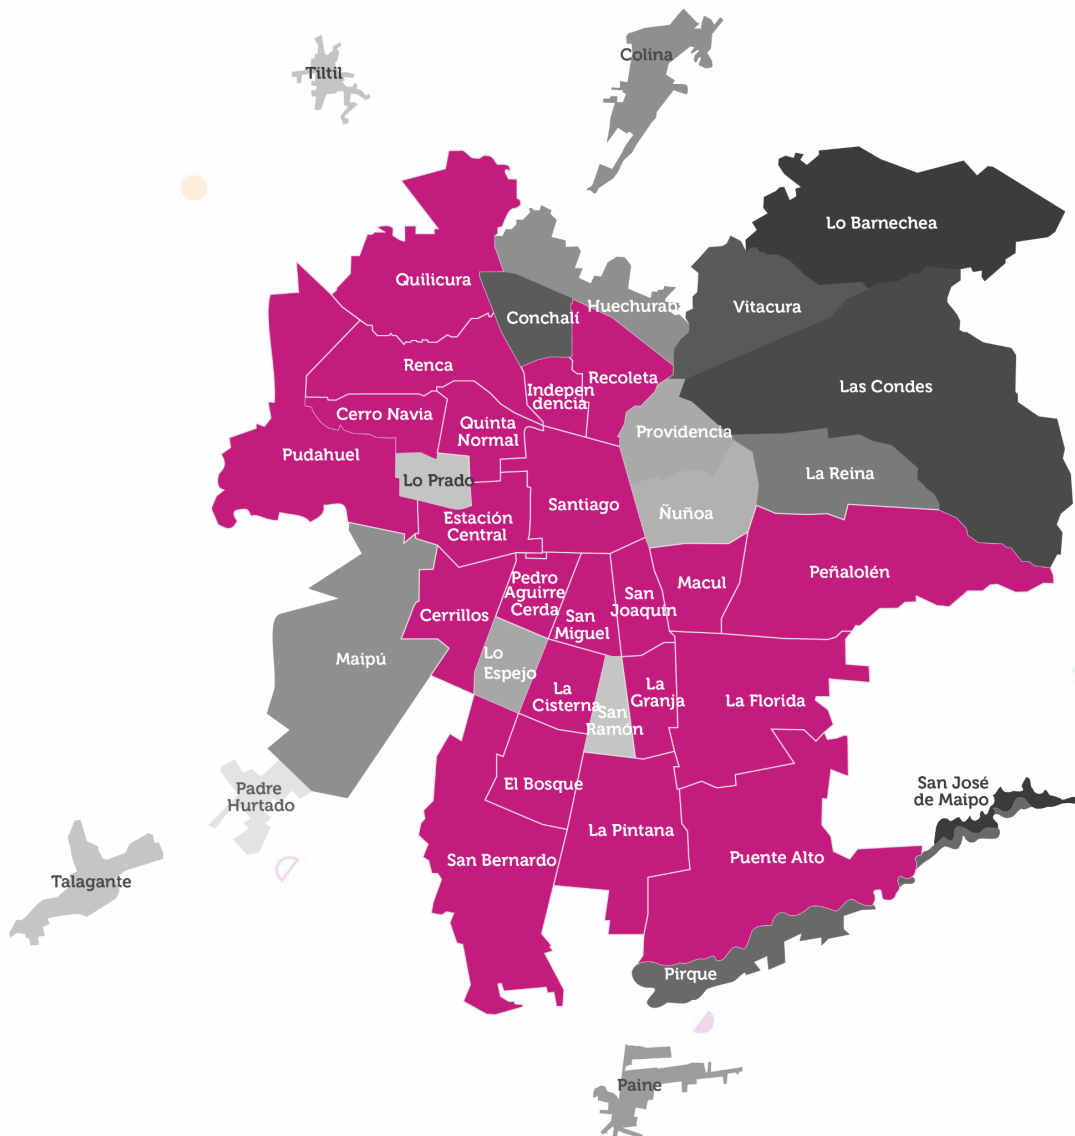 Colina
Tiltil
Lo Barnechea
Quilicura
Huechurab
Vitacura
Conchalí
Renca
Recoleta
Las Condes
Indepen
dencia
Cerro Navia
Quinta
Normal
Providencia
Pudahuel
La Reina
Lo Prado
Santiago
Ñuñoa
Estación
Central
Peñalolén
Pedro
Aguirre
Cerda
Macul
San
Joaquín
Cerrillos
San
Miguel
Maipú
Lo
Espejo
La
Cisterna
La
Granja
San
Ramón
La Florida
El Bosque
San José
de Maipo
Padre
Hurtado
La Pintana
Puente Alto
San Bernardo
Talagante
Pirque
Paine